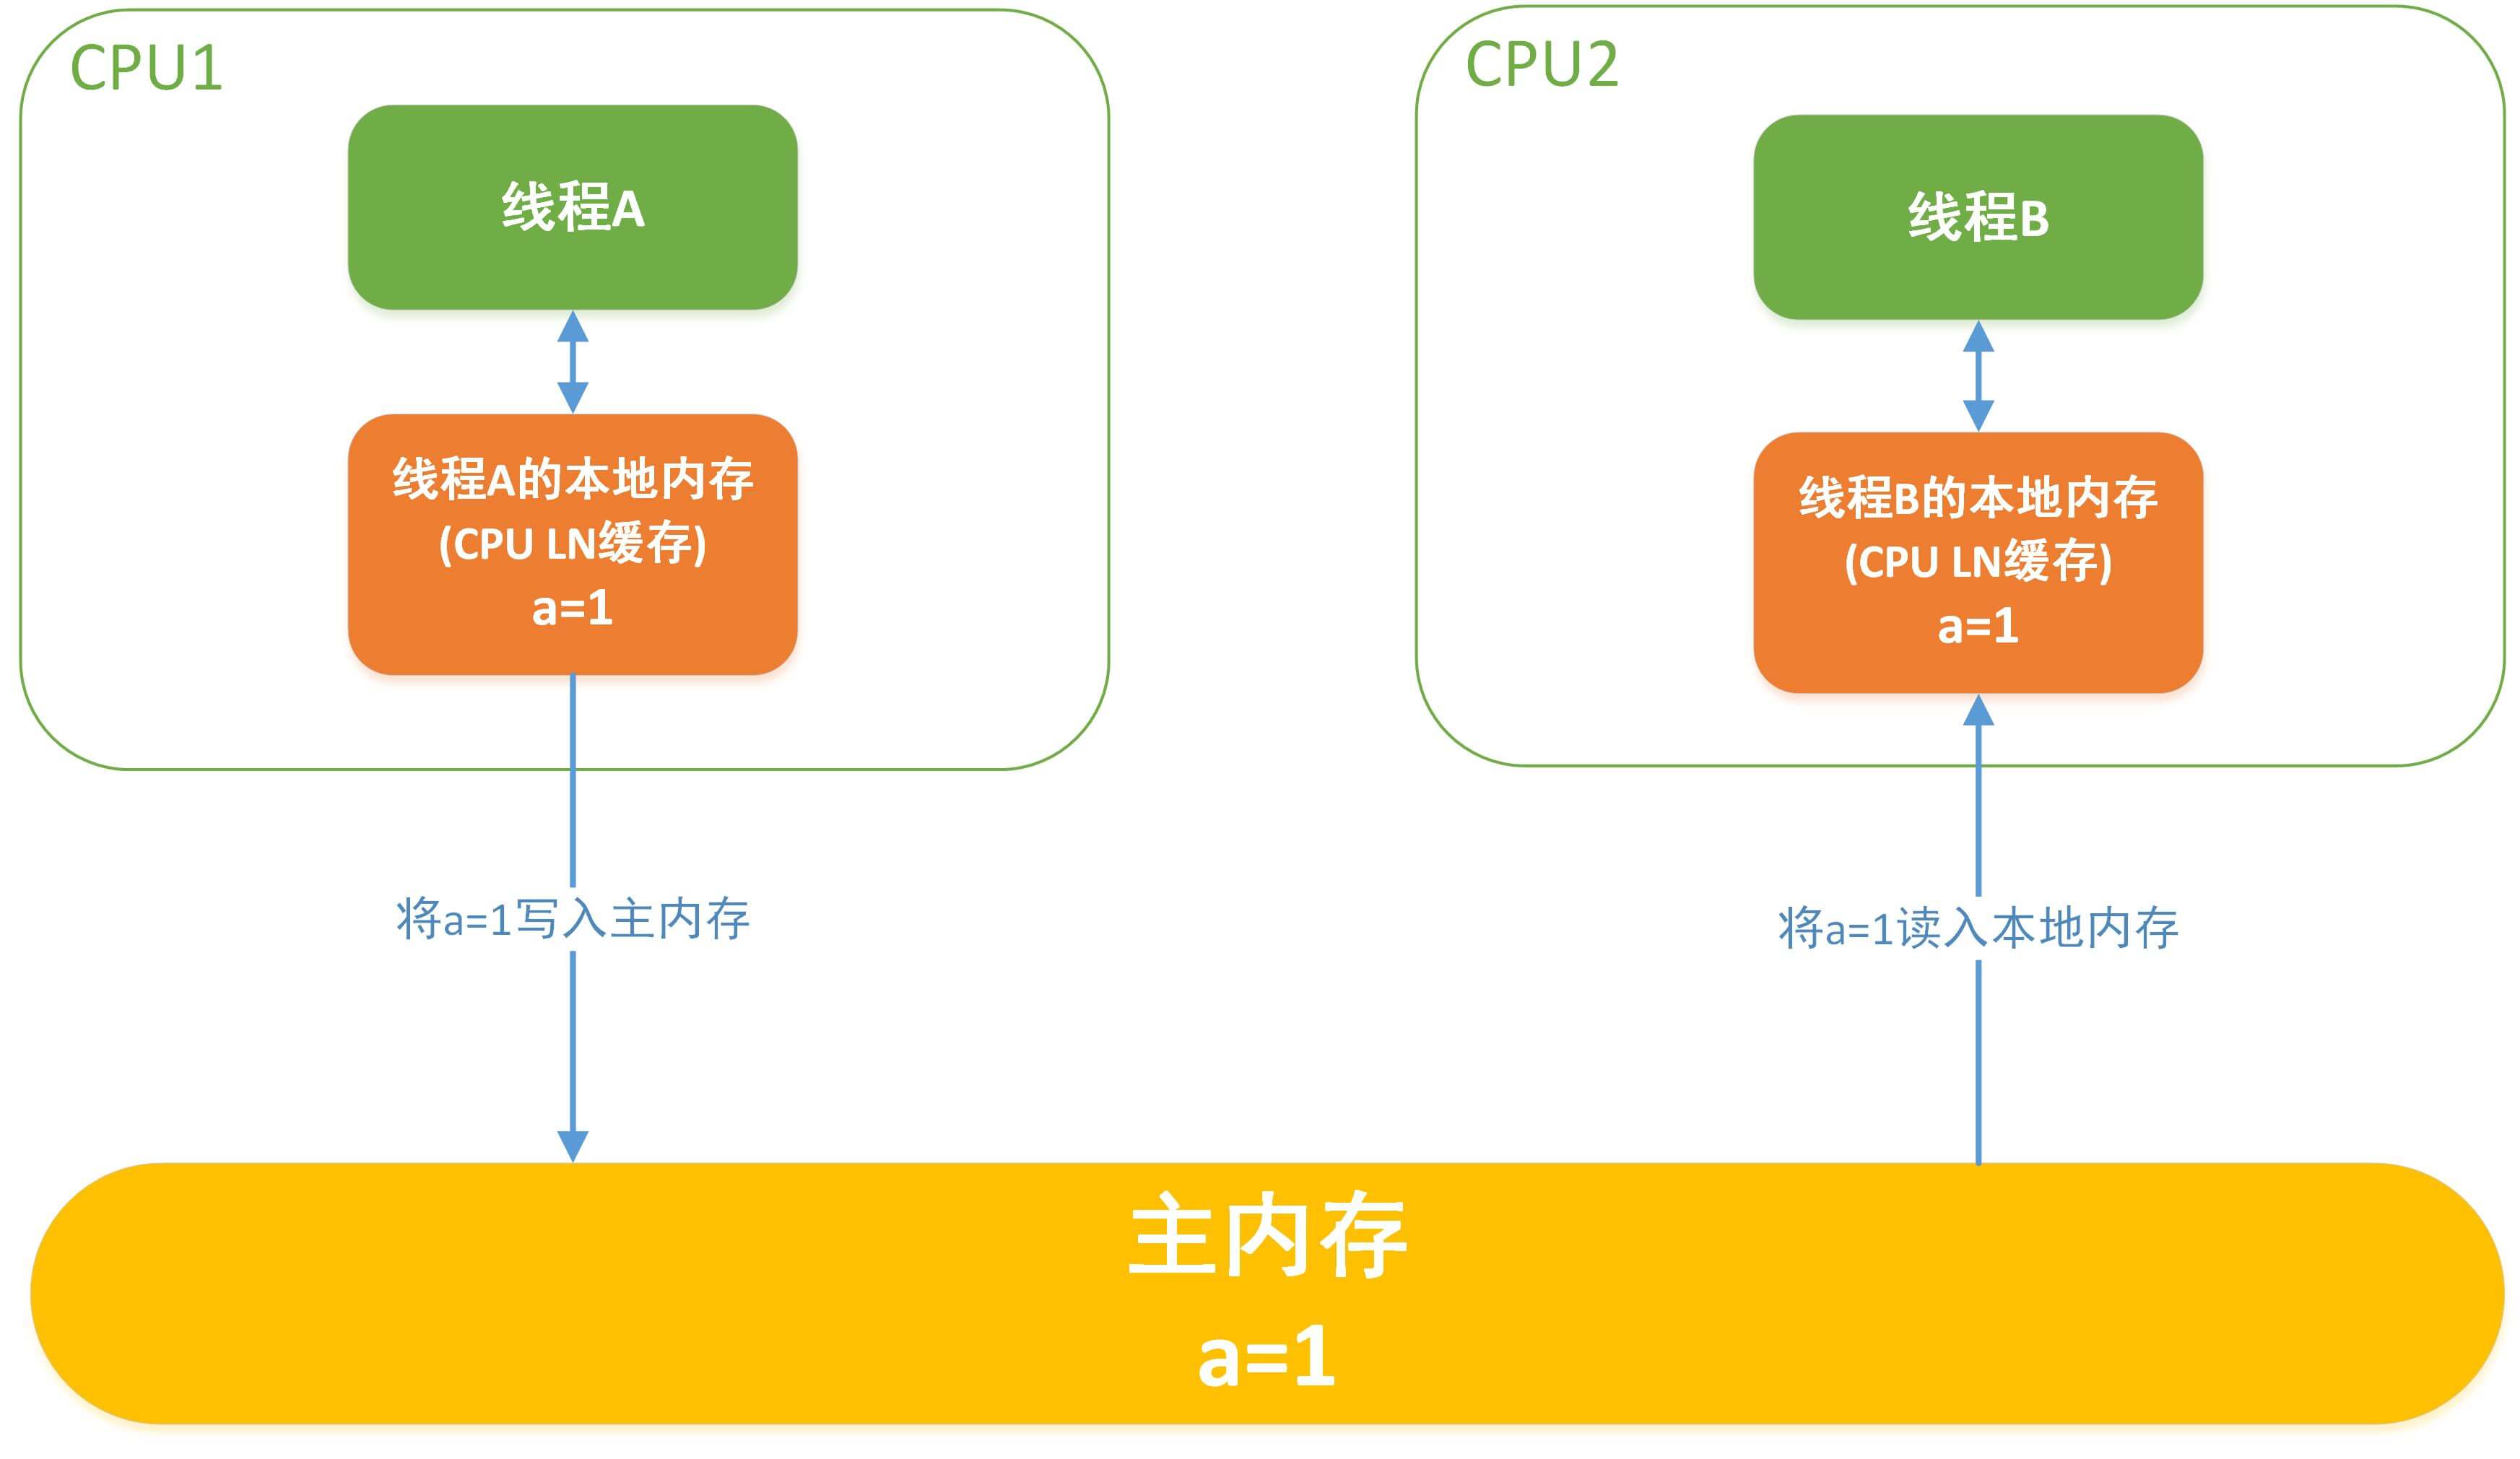 CPU1
线程A
线程A的本地内存
(CPU LN缓存)
a=1
将a=1写入主内存
CPU2
线程B
线程B的本地内存
(CPU LN缓存)
a=1
将a=1读入本地内存
主内存
a=1